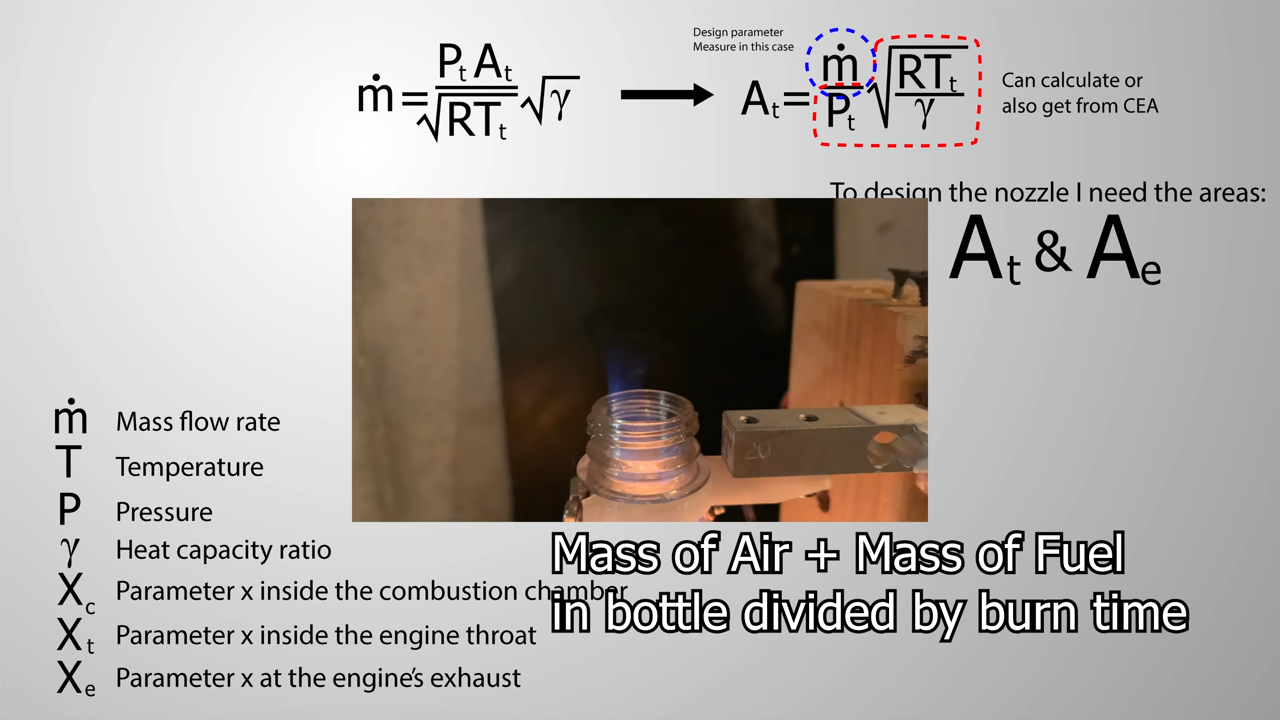 Design parameter
Measure in this case
ṁ = PₜAₜ / √RTₜ √γ
Aₜ = ṁ / Pₜ √RTₜ / γ
Can calculate or
also get from CEA
To design the nozzle I need the areas:
Aₜ & Aₑ
20
ṁ Mass flow rate
T Temperature
P Pressure
γ Heat capacity ratio
X꜀ Parameter x inside the combustion chamber
Xₜ Parameter x inside the engine throat
Xₑ Parameter x at the engine's exhaust
Mass of Air + Mass of Fuel
in bottle divided by burn time